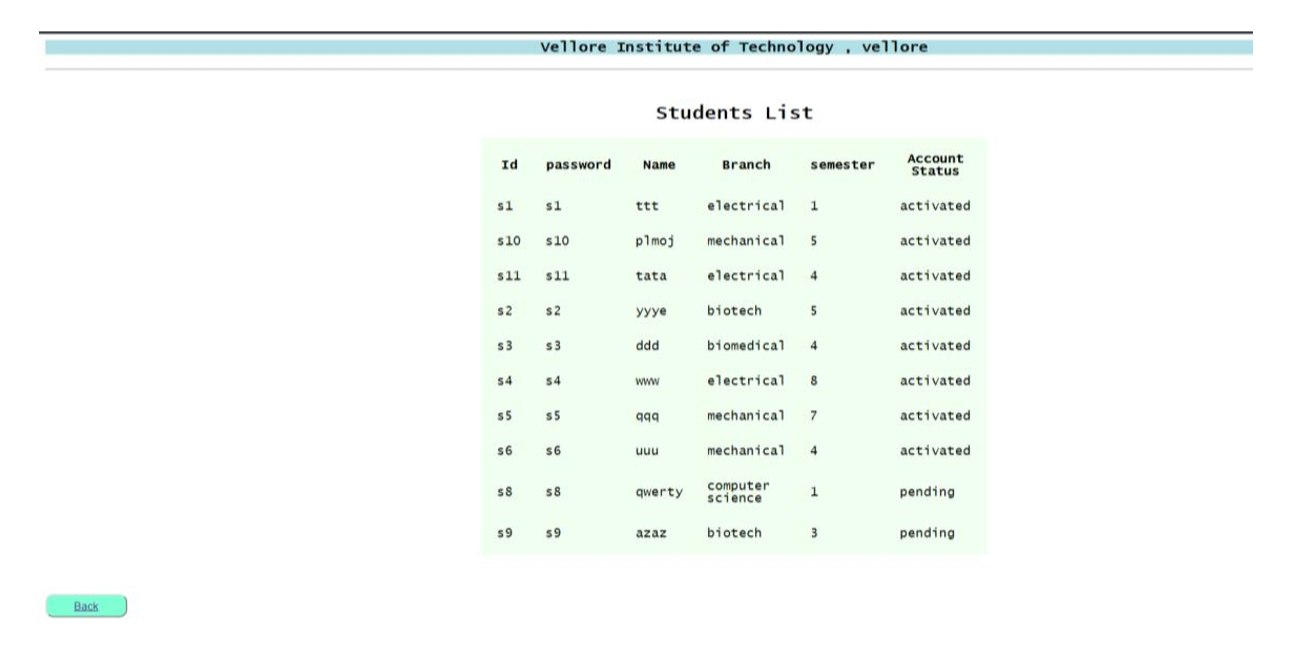 Vellore Institute of Technology , vellore
Students List
Id password Name Branch semester Account Status
s1 s1 ttt electrical 1 activated
s10 s10 plmoj mechanical 5 activated
s11 s11 tata electrical 4 activated
s2 s2 yyye biotech 5 activated
s3 s3 ddd biomedical 4 activated
s4 s4 www electrical 8 activated
s5 s5 qqq mechanical 7 activated
s6 s6 uuu mechanical 4 activated
s8 s8 qwerty computer science 1 pending
s9 s9 azaz biotech 3 pending
Back